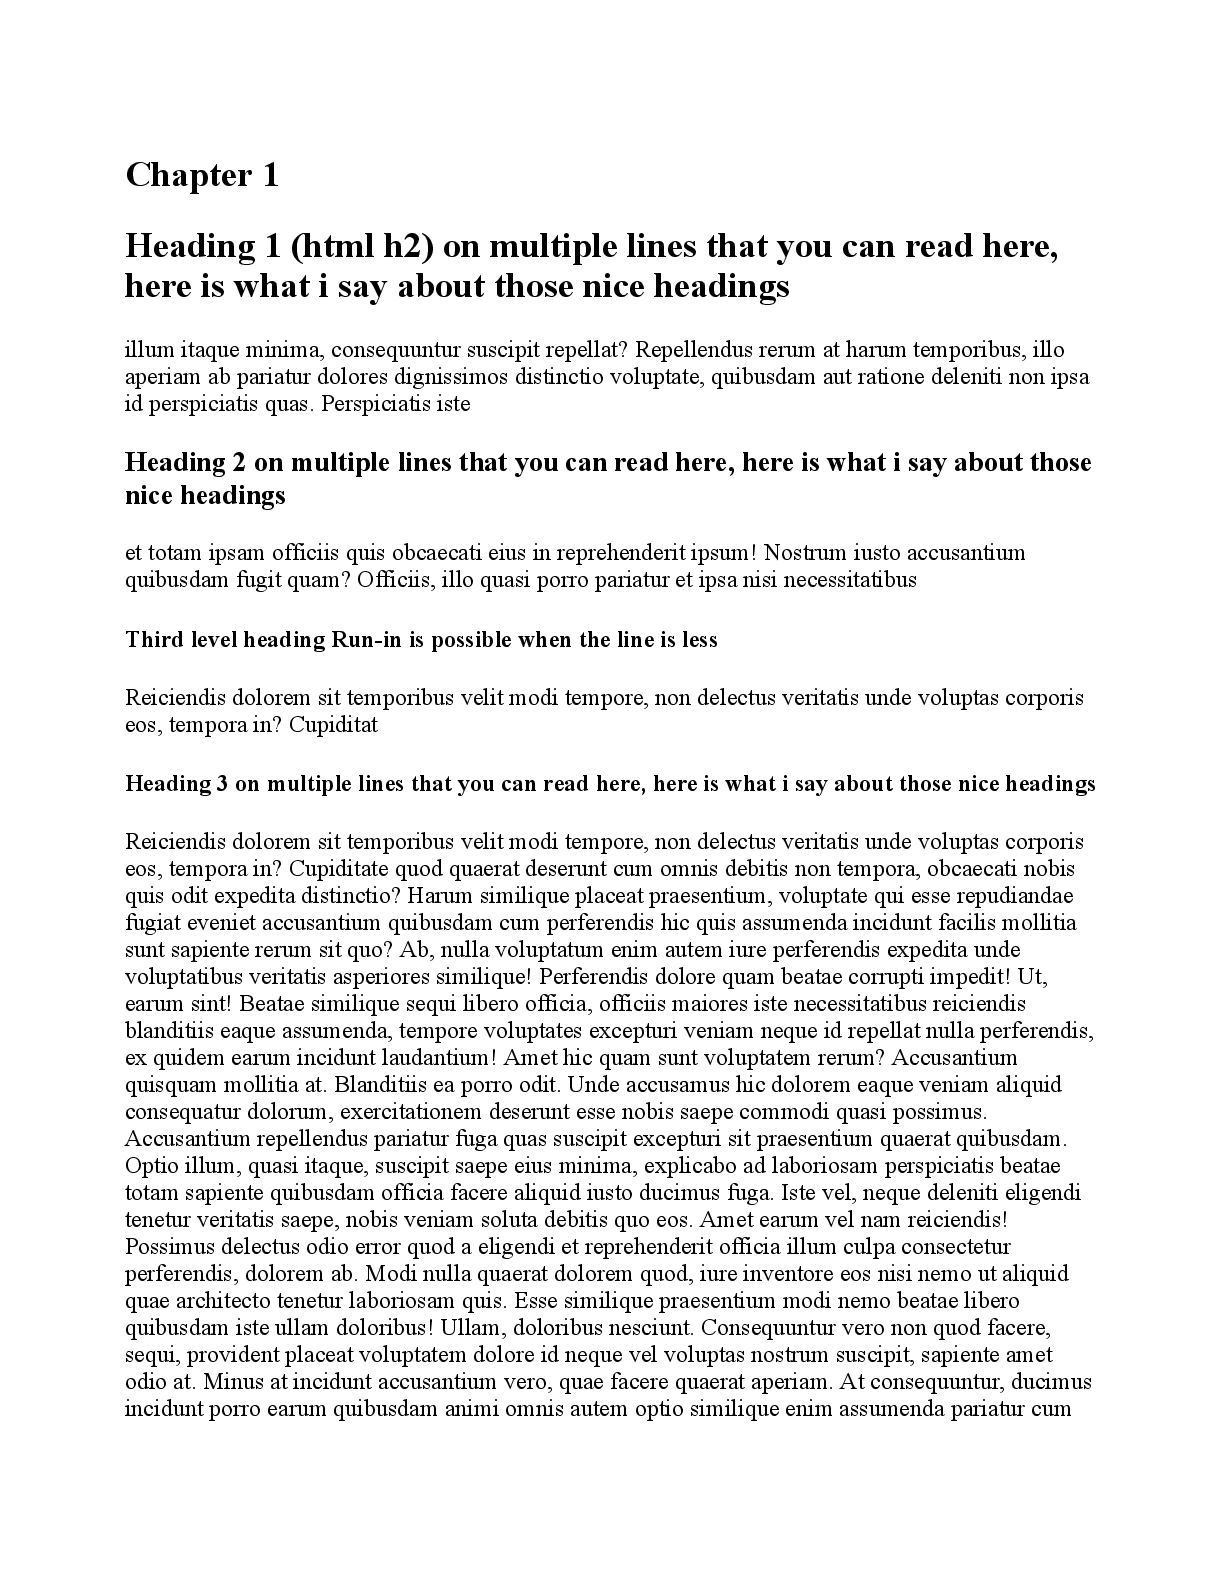 Chapter 1
Heading 1 (html h2) on multiple lines that you can read here,
here is what i say about those nice headings
illum itaque minima, consequuntur suscipit repellat? Repellendus rerum at harum temporibus, illo
aperiam ab pariatur dolores dignissimos distinctio voluptate, quibusdam aut ratione deleniti non ipsa
id perspiciatis quas. Perspiciatis iste
Heading 2 on multiple lines that you can read here, here is what i say about those
nice headings
et totam ipsam officiis quis obcaecati eius in reprehenderit ipsum! Nostrum iusto accusantium
quibusdam fugit quam? Officiis, illo quasi porro pariatur et ipsa nisi necessitatibus
Third level heading Run-in is possible when the line is less
Reiciendis dolorem sit temporibus velit modi tempore, non delectus veritatis unde voluptas corporis
eos, tempora in? Cupiditat
Heading 3 on multiple lines that you can read here, here is what i say about those nice headings
Reiciendis dolorem sit temporibus velit modi tempore, non delectus veritatis unde voluptas corporis
eos, tempora in? Cupiditate quod quaerat deserunt cum omnis debitis non tempora, obcaecati nobis
quis odit expedita distinctio? Harum similique placeat praesentium, voluptate qui esse repudiandae
fugiat eveniet accusantium quibusdam cum perferendis hic quis assumenda incidunt facilis mollitia
sunt sapiente rerum sit quo? Ab, nulla voluptatum enim autem iure perferendis expedita unde
voluptatibus veritatis asperiores similique! Perferendis dolore quam beatae corrupti impedit! Ut,
earum sint! Beatae similique sequi libero officia, officiis maiores iste necessitatibus reiciendis
blanditiis eaque assumenda, tempore voluptates excepturi veniam neque id repellat nulla perferendis,
ex quidem earum incidunt laudantium! Amet hic quam sunt voluptatem rerum? Accusantium
quisquam mollitia at. Blanditiis ea porro odit. Unde accusamus hic dolorem eaque veniam aliquid
consequatur dolorum, exercitationem deserunt esse nobis saepe commodi quasi possimus.
Accusantium repellendus pariatur fuga quas suscipit excepturi sit praesentium quaerat quibusdam.
Optio illum, quasi itaque, suscipit saepe eius minima, explicabo ad laboriosam perspiciatis beatae
totam sapiente quibusdam officia facere aliquid iusto ducimus fuga. Iste vel, neque deleniti eligendi
tenetur veritatis saepe, nobis veniam soluta debitis quo eos. Amet earum vel nam reiciendis!
Possimus delectus odio error quod a eligendi et reprehenderit officia illum culpa consectetur
perferendis, dolorem ab. Modi nulla quaerat dolorem quod, iure inventore eos nisi nemo ut aliquid
quae architecto tenetur laboriosam quis. Esse similique praesentium modi nemo beatae libero
quibusdam iste ullam doloribus! Ullam, doloribus nesciunt. Consequuntur vero non quod facere,
sequi, provident placeat voluptatem dolore id neque vel voluptas nostrum suscipit, sapiente amet
odio at. Minus at incidunt accusantium vero, quae facere quaerat aperiam. At consequuntur, ducimus
incidunt porro earum quibusdam animi omnis autem optio similique enim assumenda pariatur cum